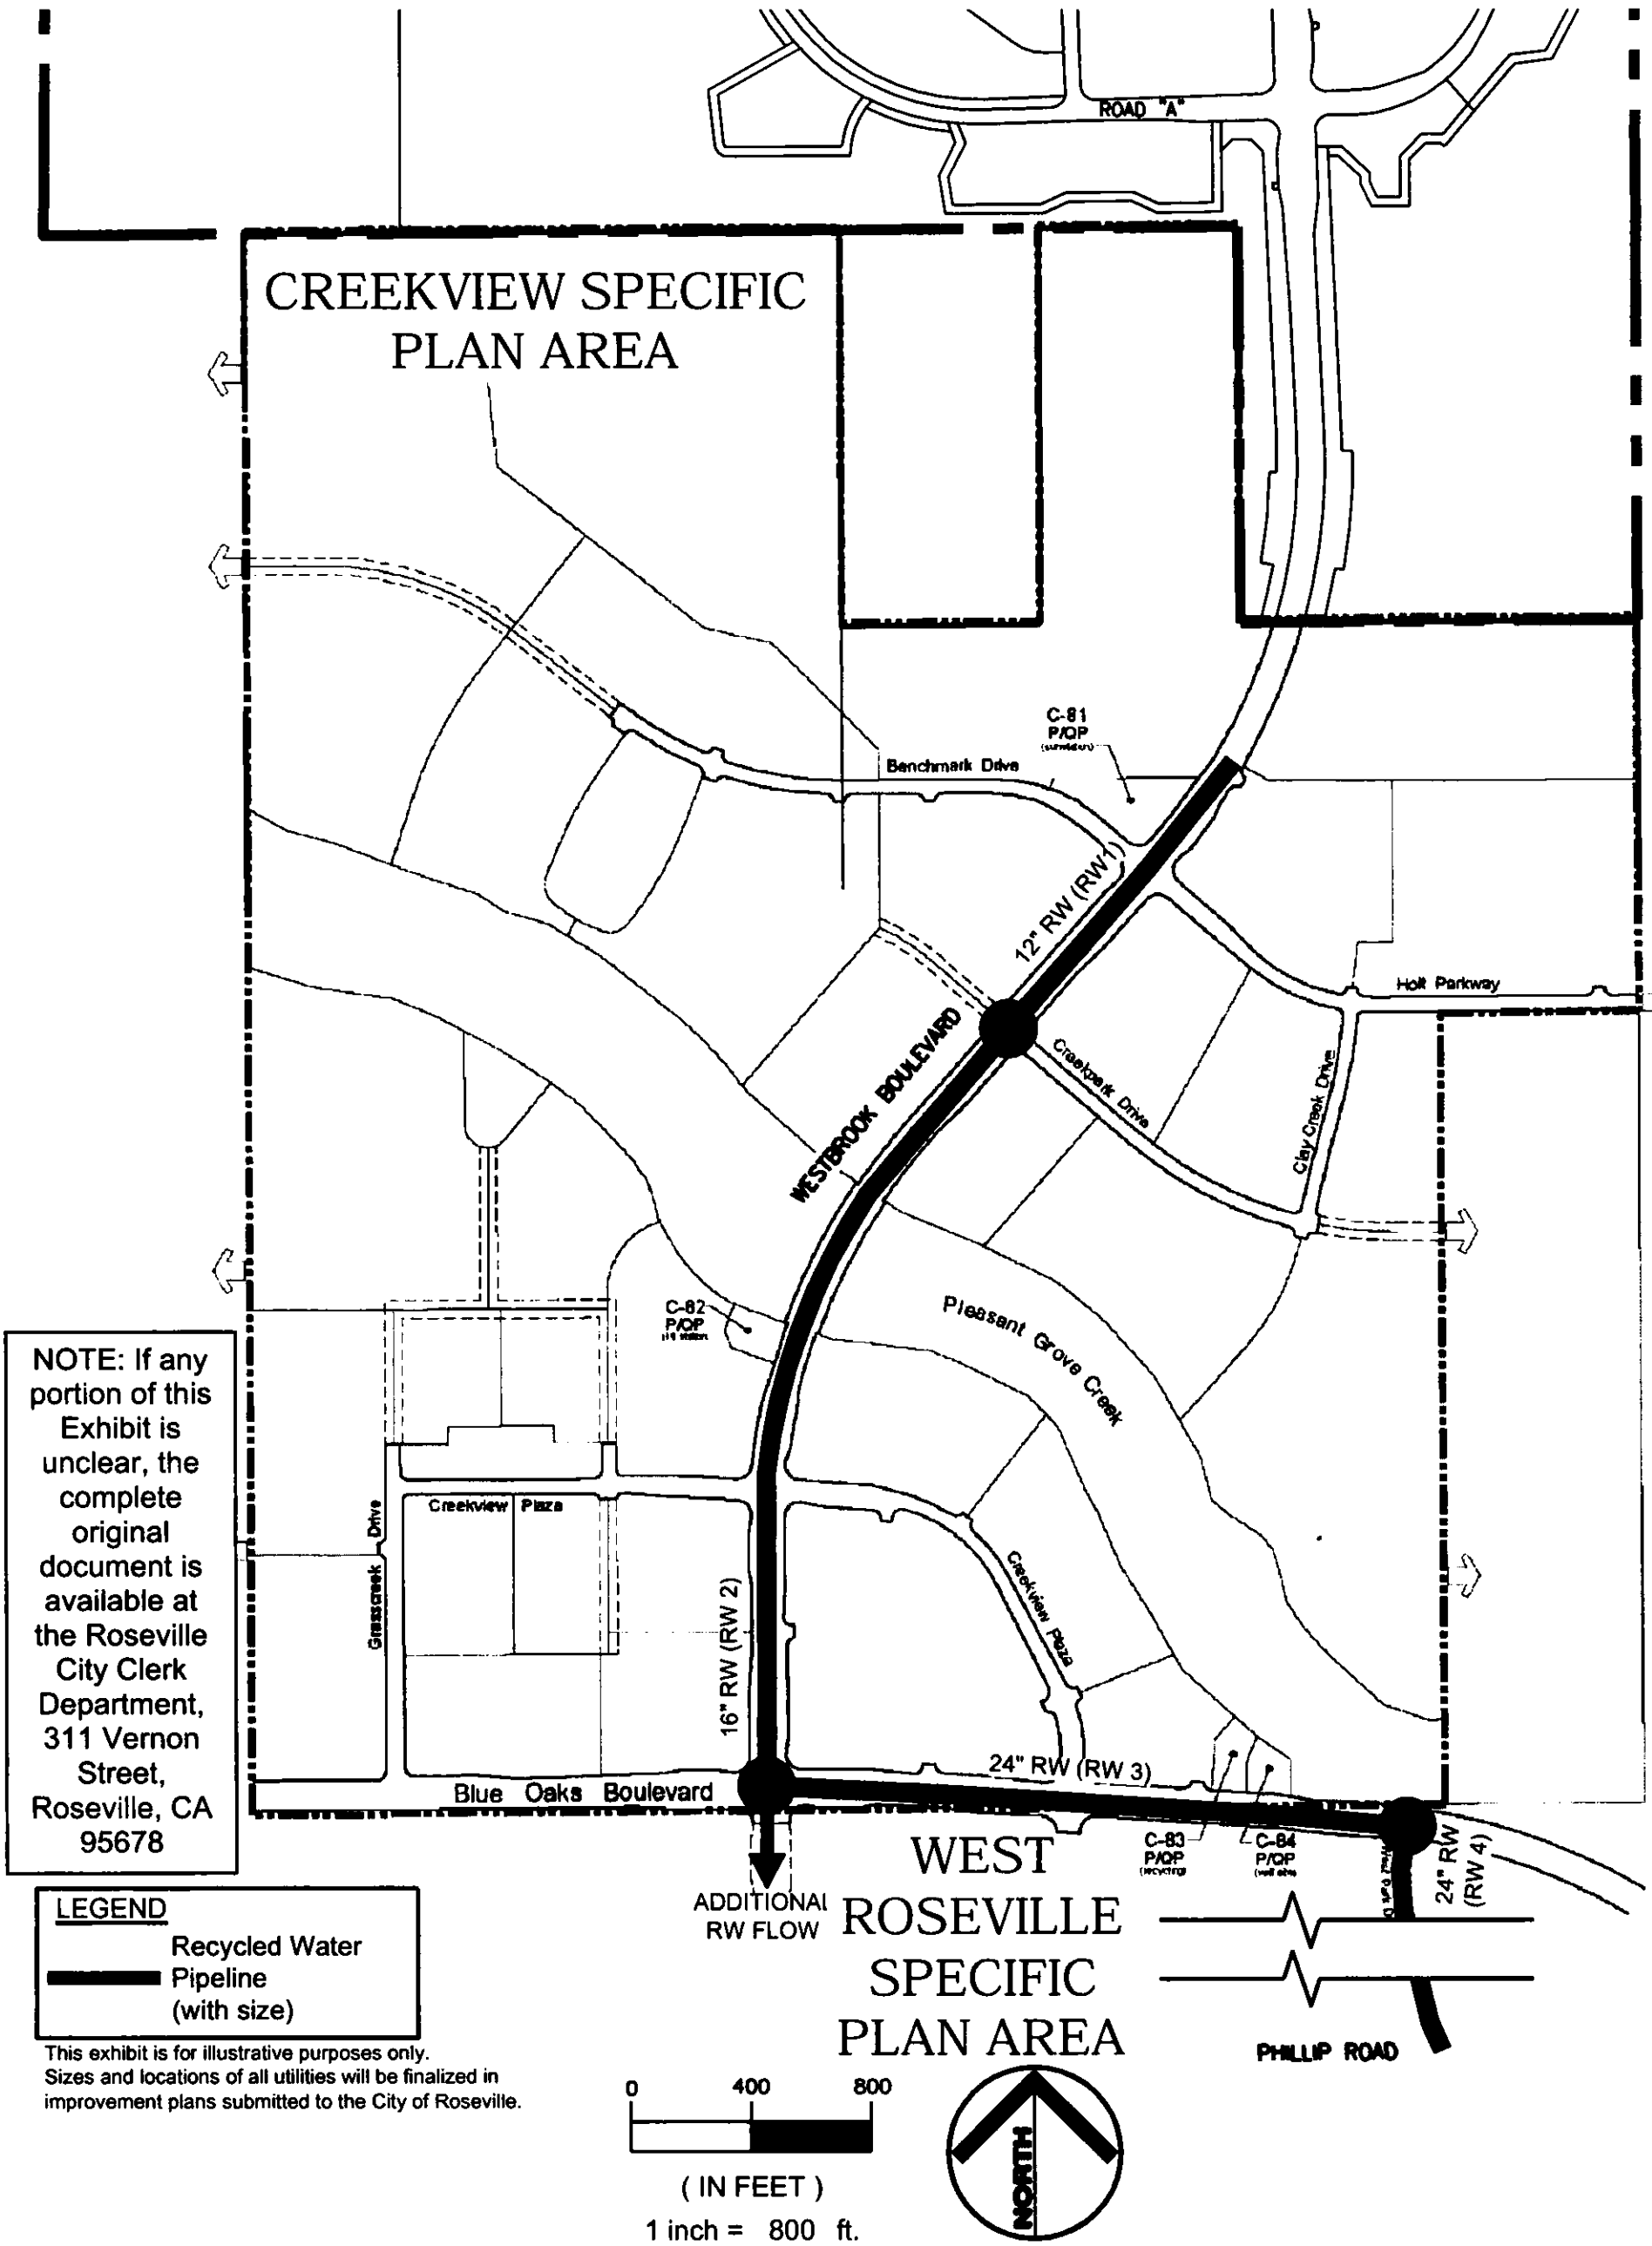 ROAD "A"
CREEKVIEW SPECIFIC
PLAN AREA
C-81
P/QP
Benchmark Drive
12" RW (RW1)
Holt Parkway
WESTBROOK BOULEVARD
Creekpark Drive
Clay Creek Drive
C-82
P/QP
Pleasant Grove Creek
NOTE: If any
portion of this
Exhibit is
unclear, the
complete
original
document is
available at
the Roseville
City Clerk
Department,
311 Vernon
Street,
Roseville, CA
95678
Creekview Plaza
Grasscreek Drive
Creekview Plaza
16" RW (RW 2)
24" RW (RW 3)
Blue Oaks Boulevard
C-83
P/QP
(recycling)
C-84
P/QP
24" RW
(RW 4)
ADDITIONAL
RW FLOW
WEST
ROSEVILLE
SPECIFIC
PLAN AREA
PHILLIP ROAD
LEGEND
Recycled Water
Pipeline
(with size)
This exhibit is for illustrative purposes only.
Sizes and locations of all utilities will be finalized in
improvement plans submitted to the City of Roseville.
0 400 800
( IN FEET )
1 inch = 800 ft.
NORTH